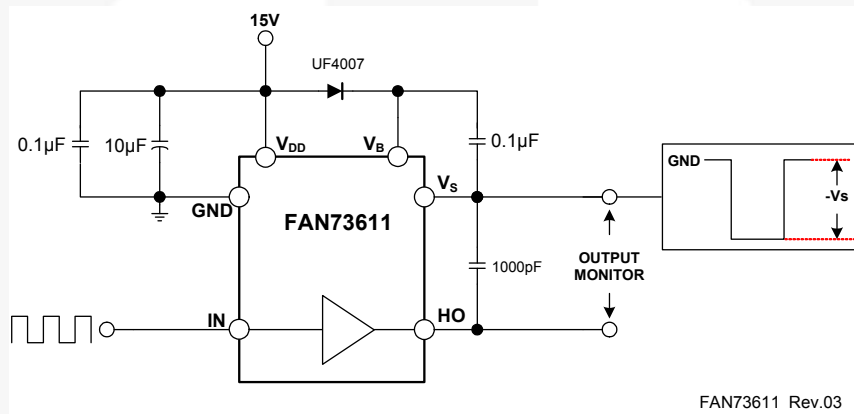 15V
UF4007
0.1µF
10µF
VDD
VB
0.1µF
GND
VS
GND
-Vs
FAN73611
1000pF
OUTPUT
MONITOR
IN
HO
FAN73611 Rev.03